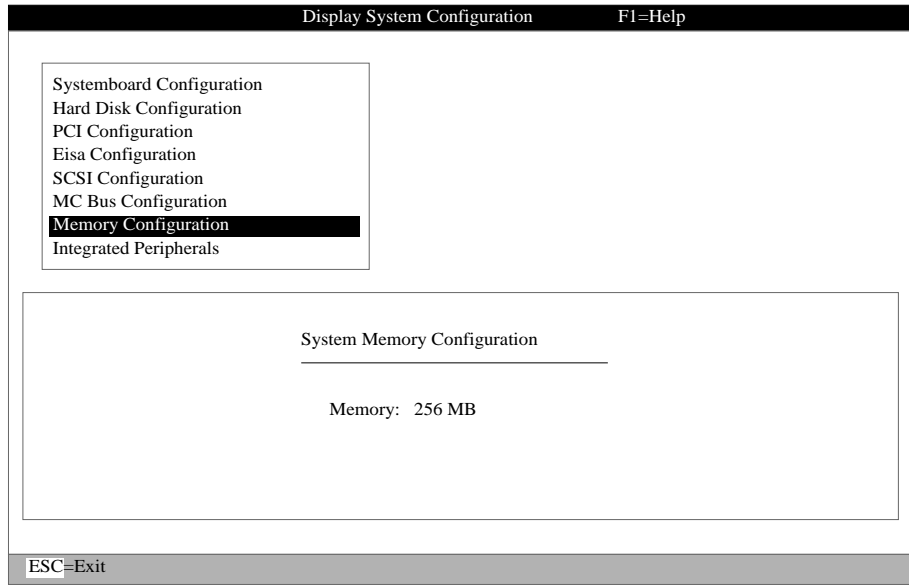 Display System Configuration F1=Help
Systemboard Configuration
Hard Disk Configuration
PCI Configuration
Eisa Configuration
SCSI Configuration
MC Bus Configuration
Memory Configuration
Integrated Peripherals
System Memory Configuration
Memory: 256 MB
ESC=Exit